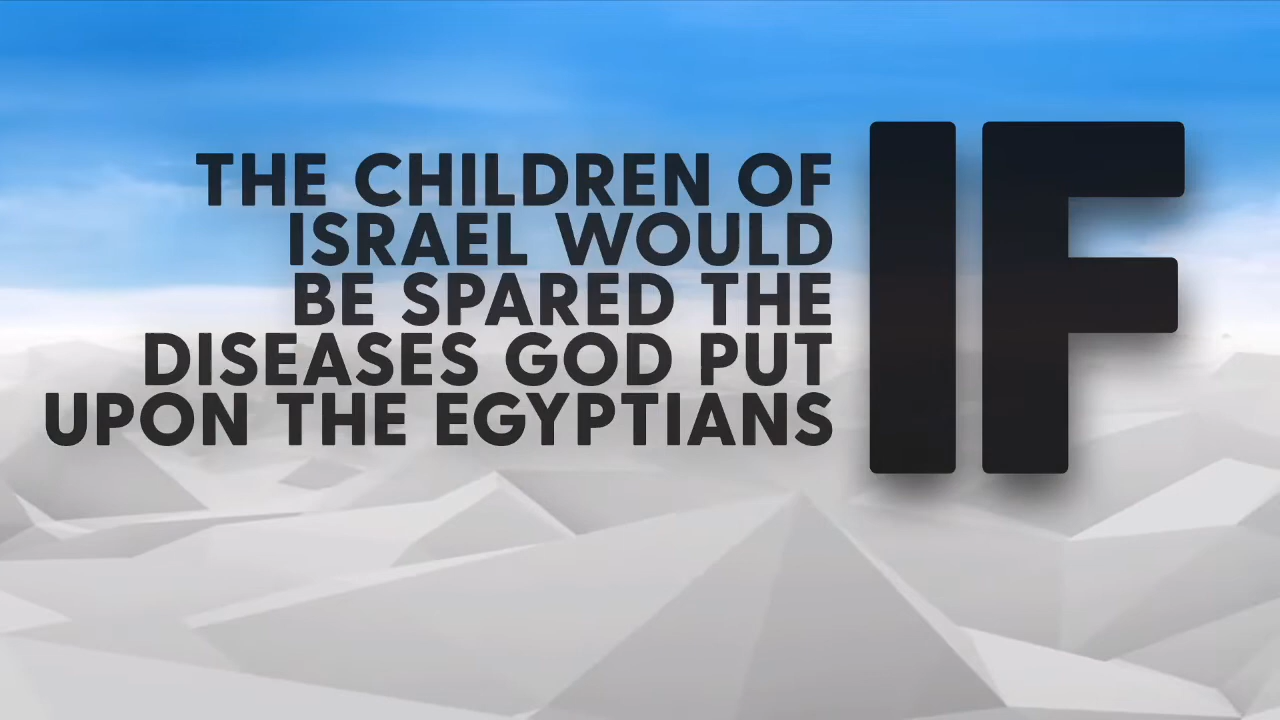 THE CHILDREN OF
ISRAEL WOULD
BE SPARED THE
DISEASES GOD PUT
UPON THE EGYPTIANS
IF